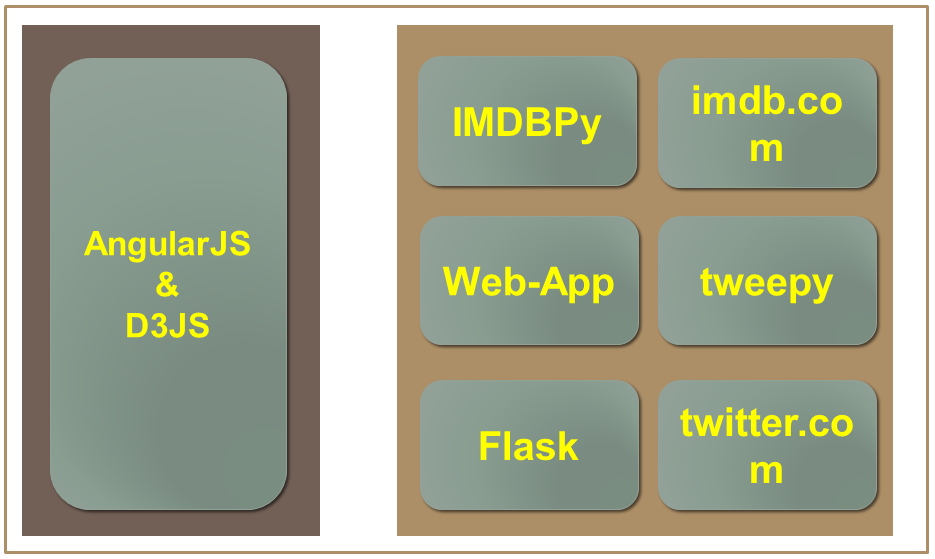 AngularJS
&
D3JS
IMDBPy
imdb.co
m
Web-App
tweepy
Flask
twitter.co
m